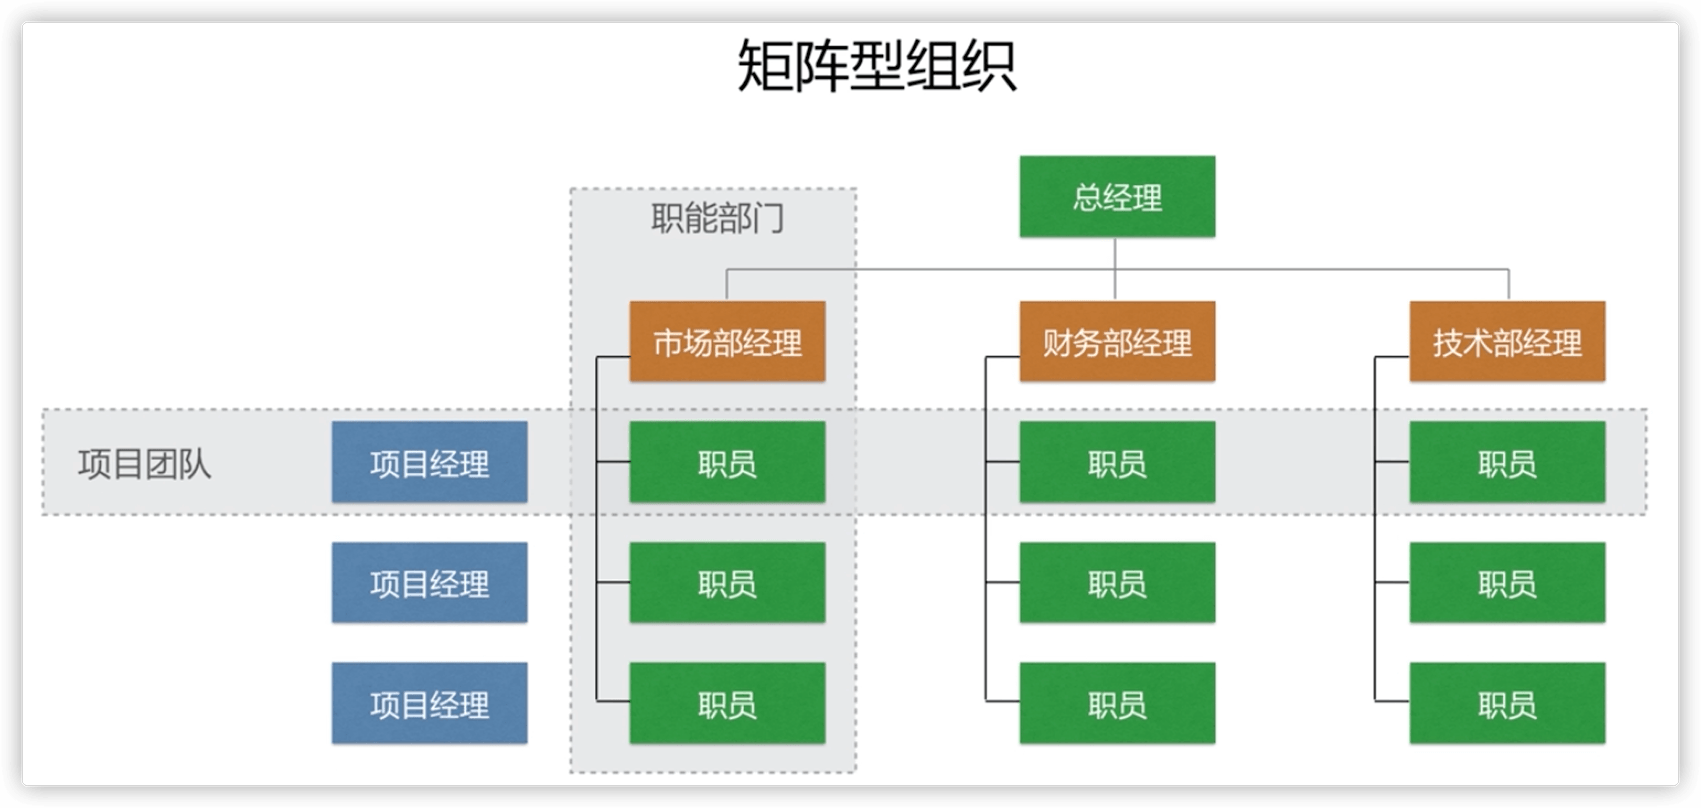 矩阵型组织
总经理
职能部门
市场部经理
财务部经理
技术部经理
项目团队
项目经理
职员
职员
职员
项目经理
职员
职员
职员
项目经理
职员
职员
职员